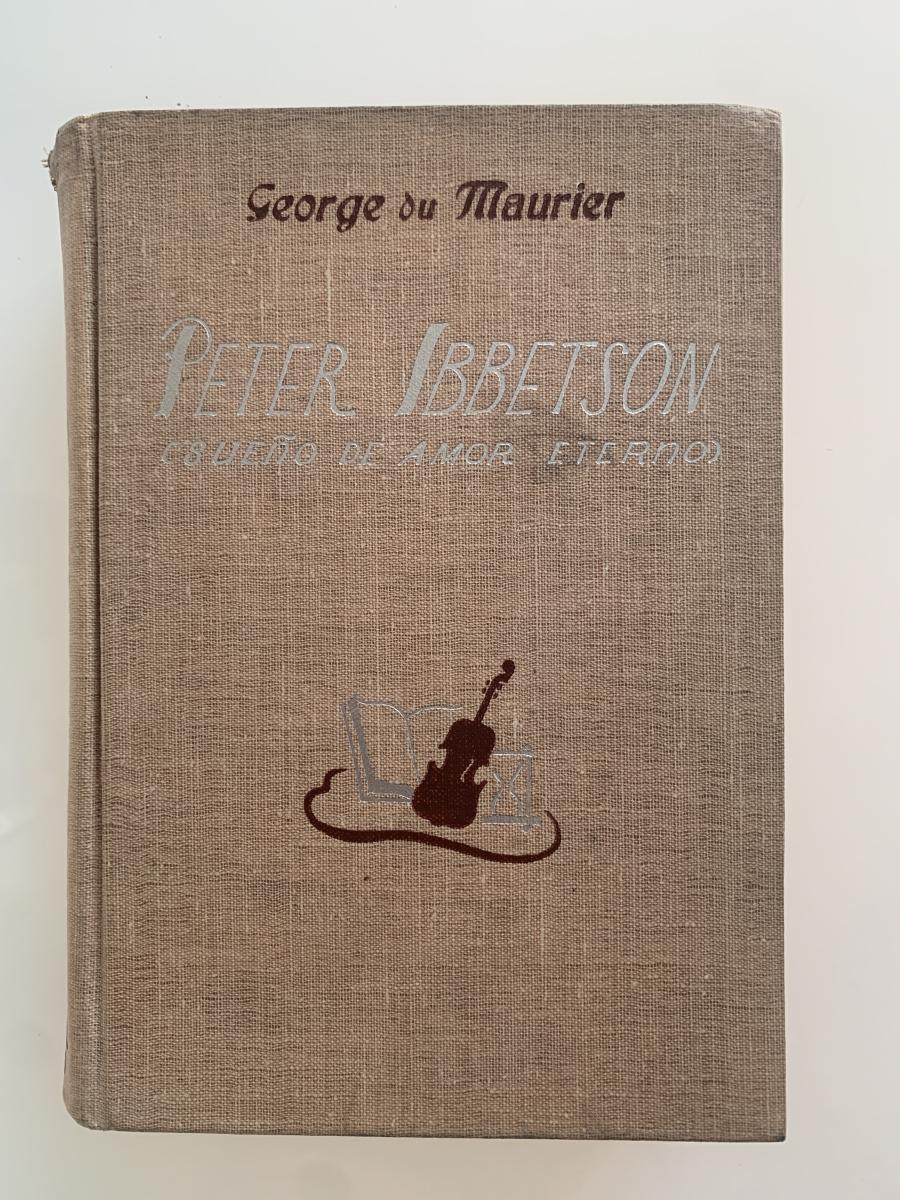 George du Maurier
PETER IBBETSON
(SUEÑO DE AMOR ETERNO)